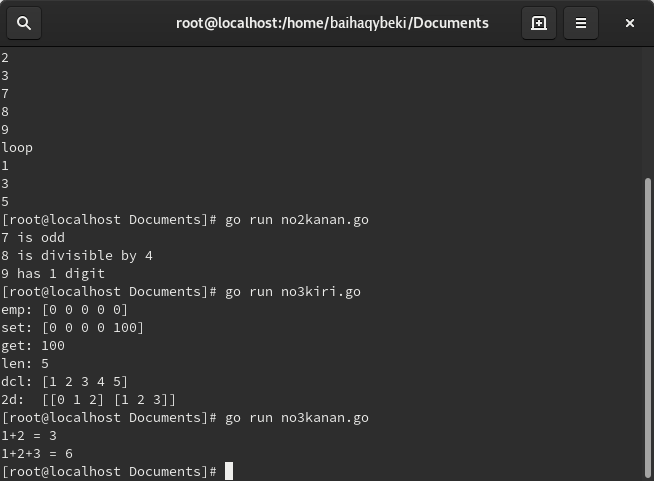 root@localhost:/home/baihaqybeki/Documents
2
3
7
8
9
loop
1
3
5
[root@localhost Documents]# go run no2kanan.go
7 is odd
8 is divisible by 4
9 has 1 digit
[root@localhost Documents]# go run no3kiri.go
emp: [0 0 0 0 0]
set: [0 0 0 0 100]
get: 100
len: 5
dcl: [1 2 3 4 5]
2d:  [[0 1 2] [1 2 3]]
[root@localhost Documents]# go run no3kanan.go
1+2 = 3
1+2+3 = 6
[root@localhost Documents]#